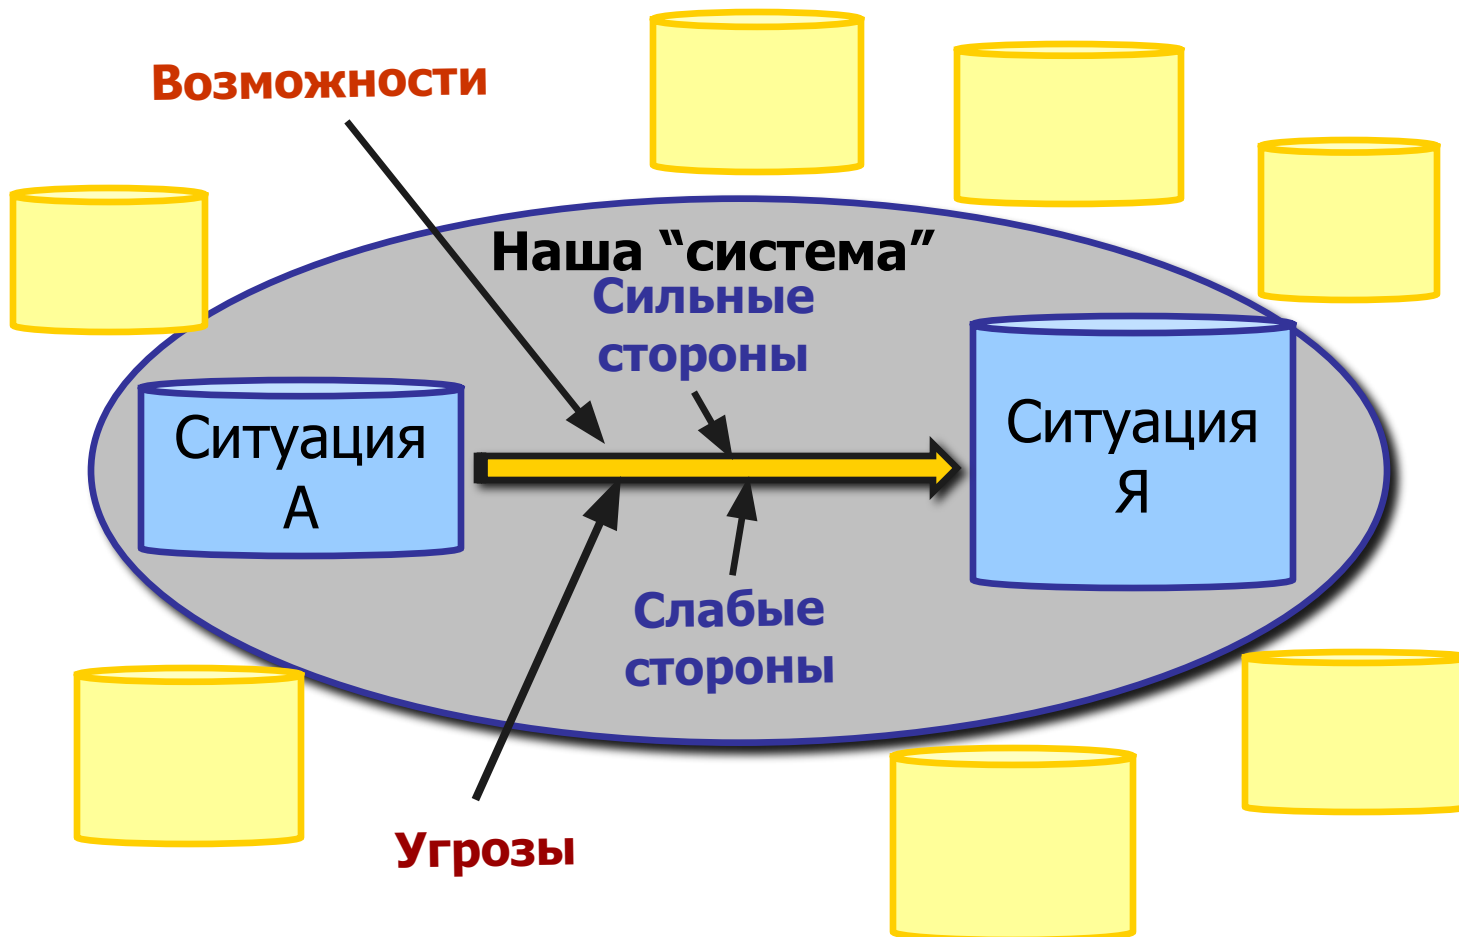 Возможности
Наша “система”
Сильные
стороны
Ситуация
А
Ситуация
Я
Слабые
стороны
Угрозы